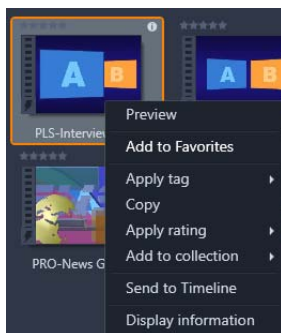 A B
A B
PLS-Interview
Preview
Add to Favorites
Apply tag
Copy
PRO-News G
Apply rating
Add to collection
Send to Timeline
Display information